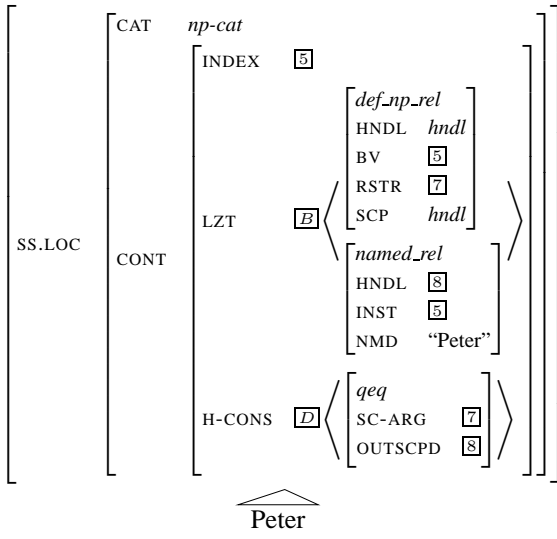 CAT np-cat
INDEX 5
def_np_rel
HNDL hndl
BV 5
RSTR 7
SCP hndl
LZT B
SS.LOC CONT
named_rel
HNDL 8
INST 5
NMD “Peter”
qeq
H-CONS D SC-ARG 7
OUTSCPD 8
Peter